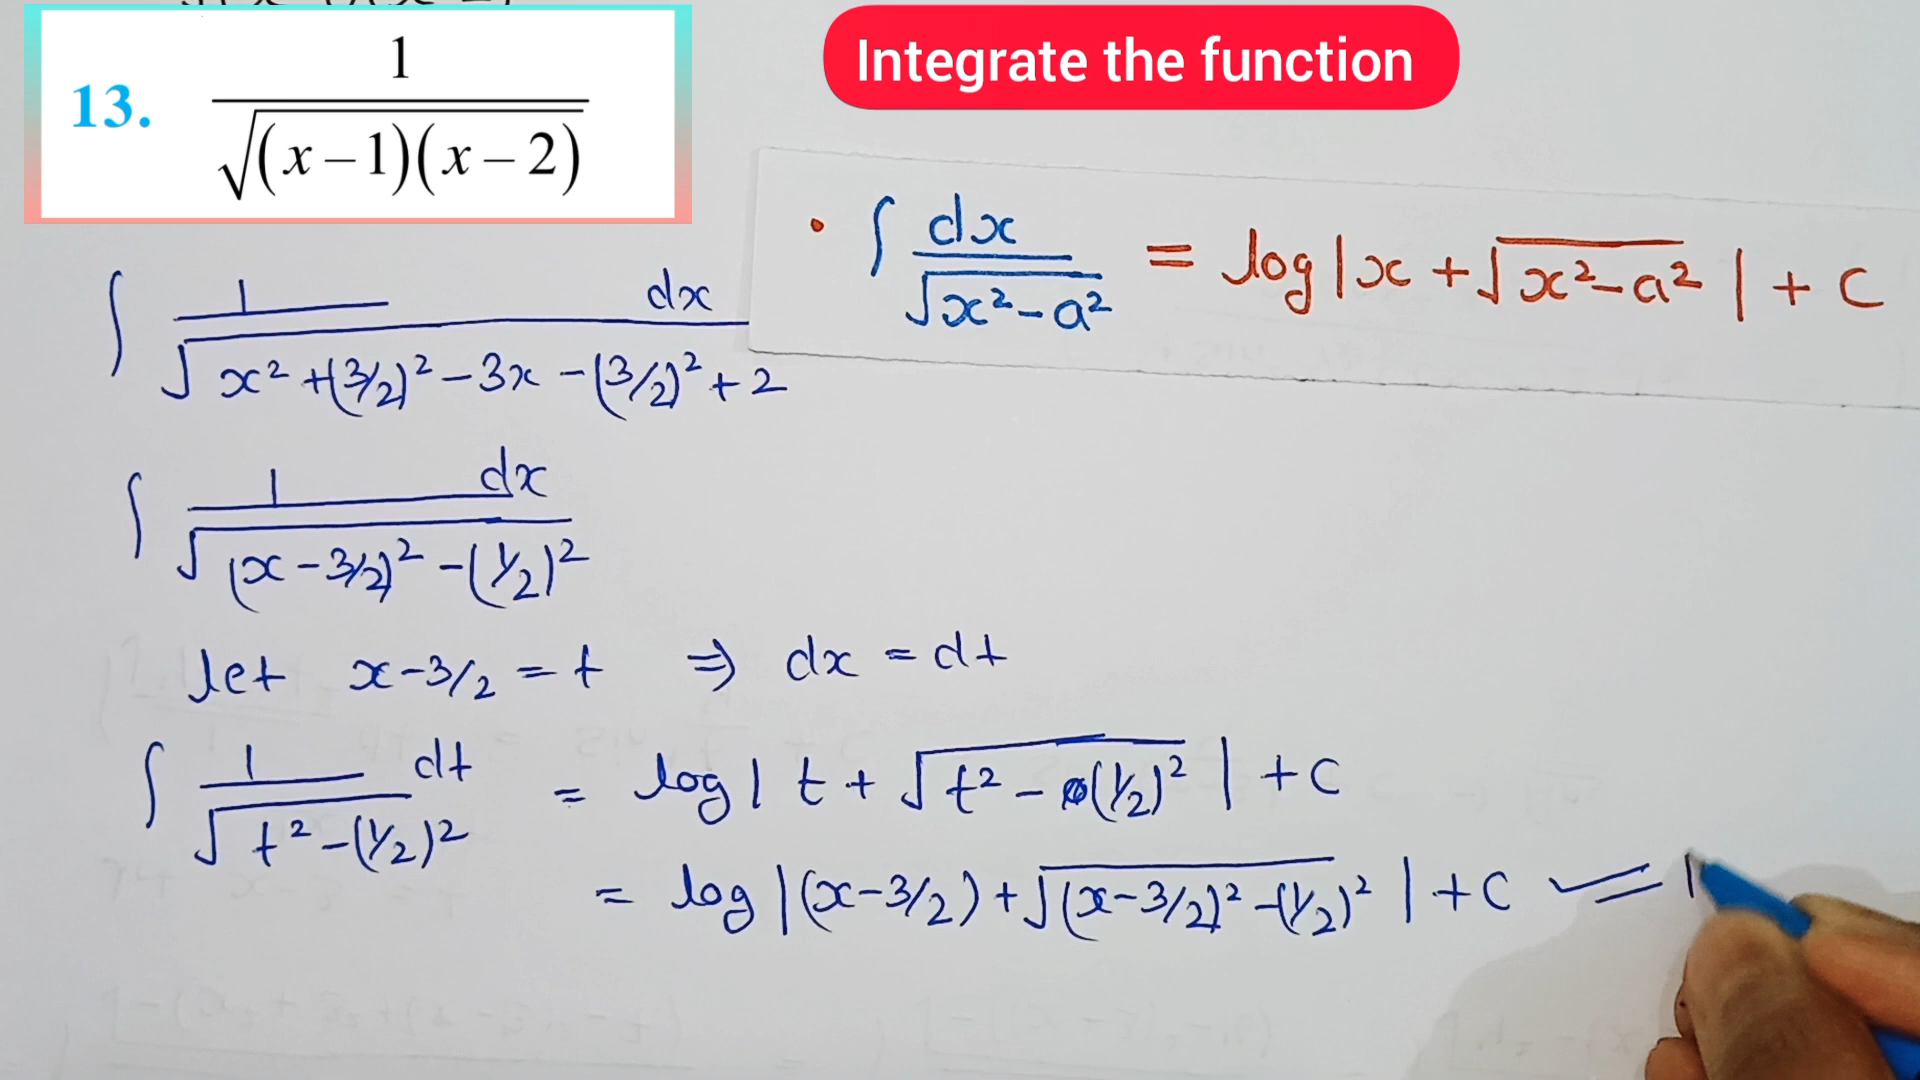 Integrate the function
13. 1/√((x−1)(x−2))
• ∫ dx/√(x²−a²) = log|x+√(x²−a²)| + C
∫ 1/√(x²+(3/2)²−3x−(3/2)²+2) dx
∫ 1/√((x−3/2)²−(1/2)²) dx
let x−3/2 = t ⇒ dx = dt
∫ 1/√(t²−(1/2)²) dt = log|t+√(t²−(1/2)²)| + C
= log|(x−3/2)+√((x−3/2)²−(1/2)²)| + C